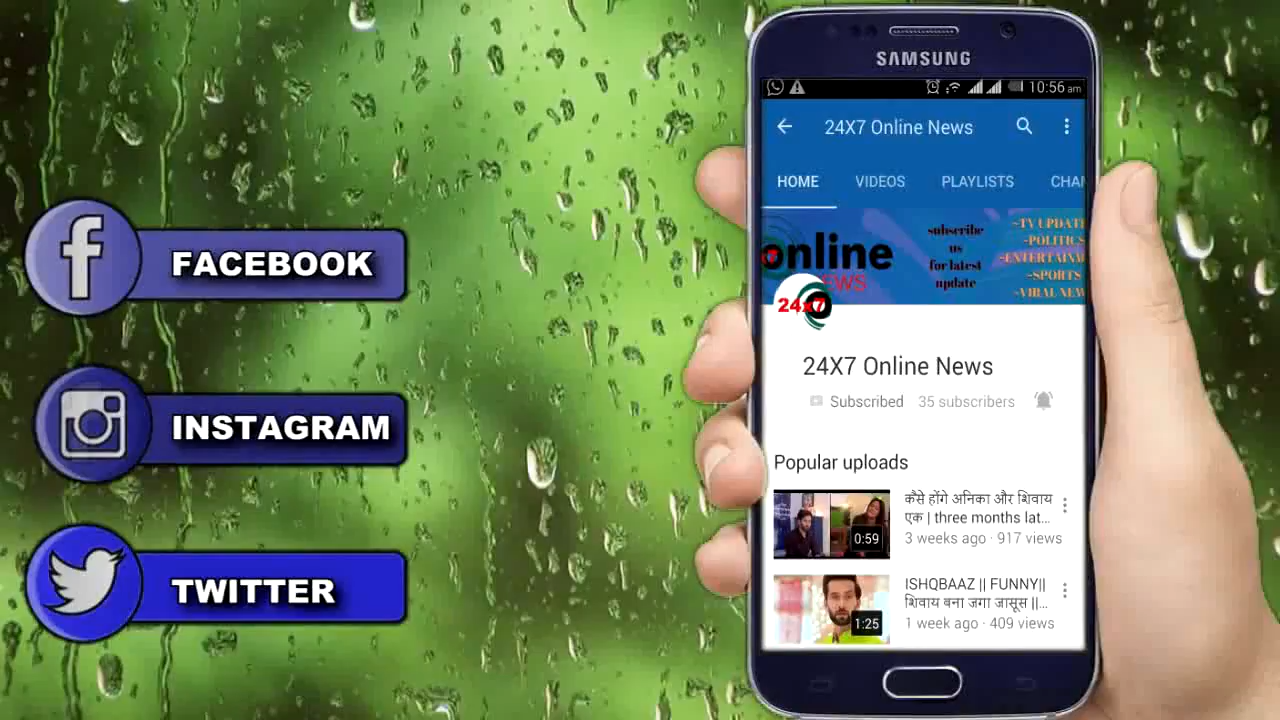 FACEBOOK
INSTAGRAM
TWITTER
SAMSUNG
10:56 am
24X7 Online News
HOME VIDEOS PLAYLISTS CHAN
online
NEWS
subscribe
us
for latest
update
~TV UPDATE
~POLITICS
~ENTERTAINM
~SPORTS
~VIRAL NEW
24x7
24X7 Online News
Subscribed 35 subscribers
Popular uploads
कैसे होंगे अनिका और शिवाय
एक | three months lat...
3 weeks ago · 917 views
0:59
ISHQBAAZ || FUNNY||
शिवाय बना जगा जासूस ||...
1 week ago · 409 views
1:25